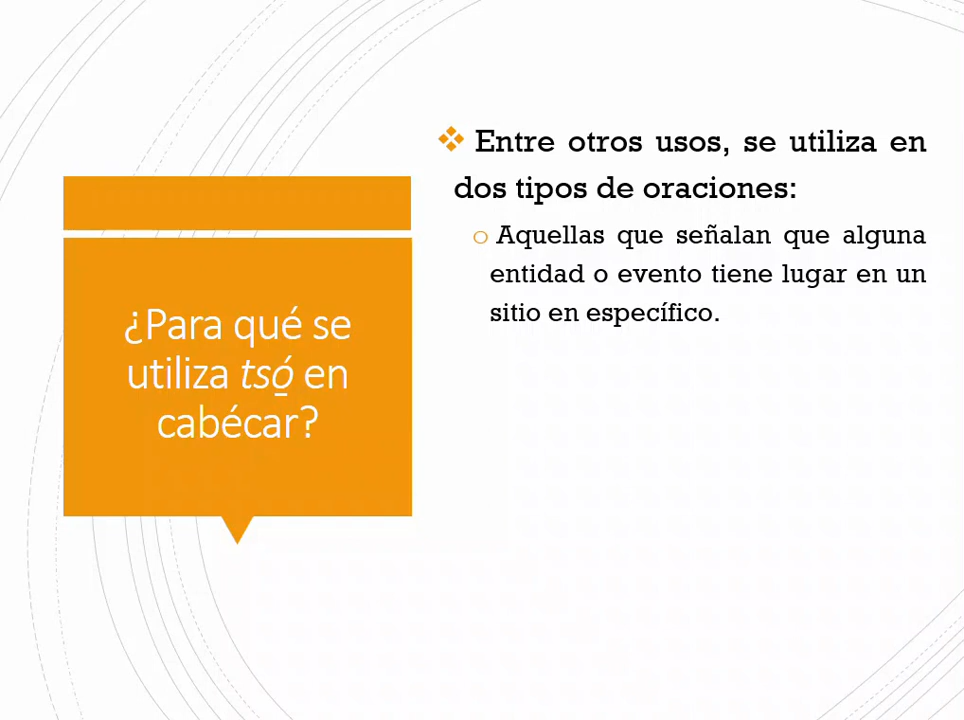 ¿Para qué se
utiliza tsó̱ en
cabécar?
❖ Entre otros usos, se utiliza en
dos tipos de oraciones:
o Aquellas que señalan que alguna
entidad o evento tiene lugar en un
sitio en específico.